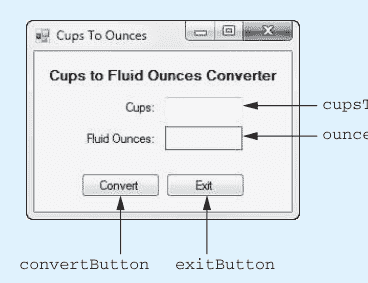 Cups To Ounces
Cups to Fluid Ounces Converter
Cups:
cupsT
Fluid Ounces:
ounce
Convert
Exit
convertButton
exitButton